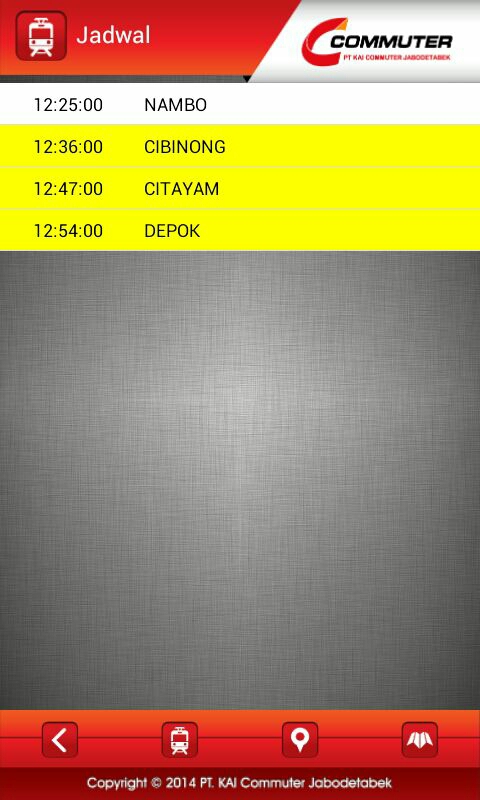 Jadwal
COMMUTER
PT KAI COMMUTER JABODETABEK
12:25:00 NAMBO
12:36:00 CIBINONG
12:47:00 CITAYAM
12:54:00 DEPOK
Copyright © 2014 PT. KAI Commuter Jabodetabek